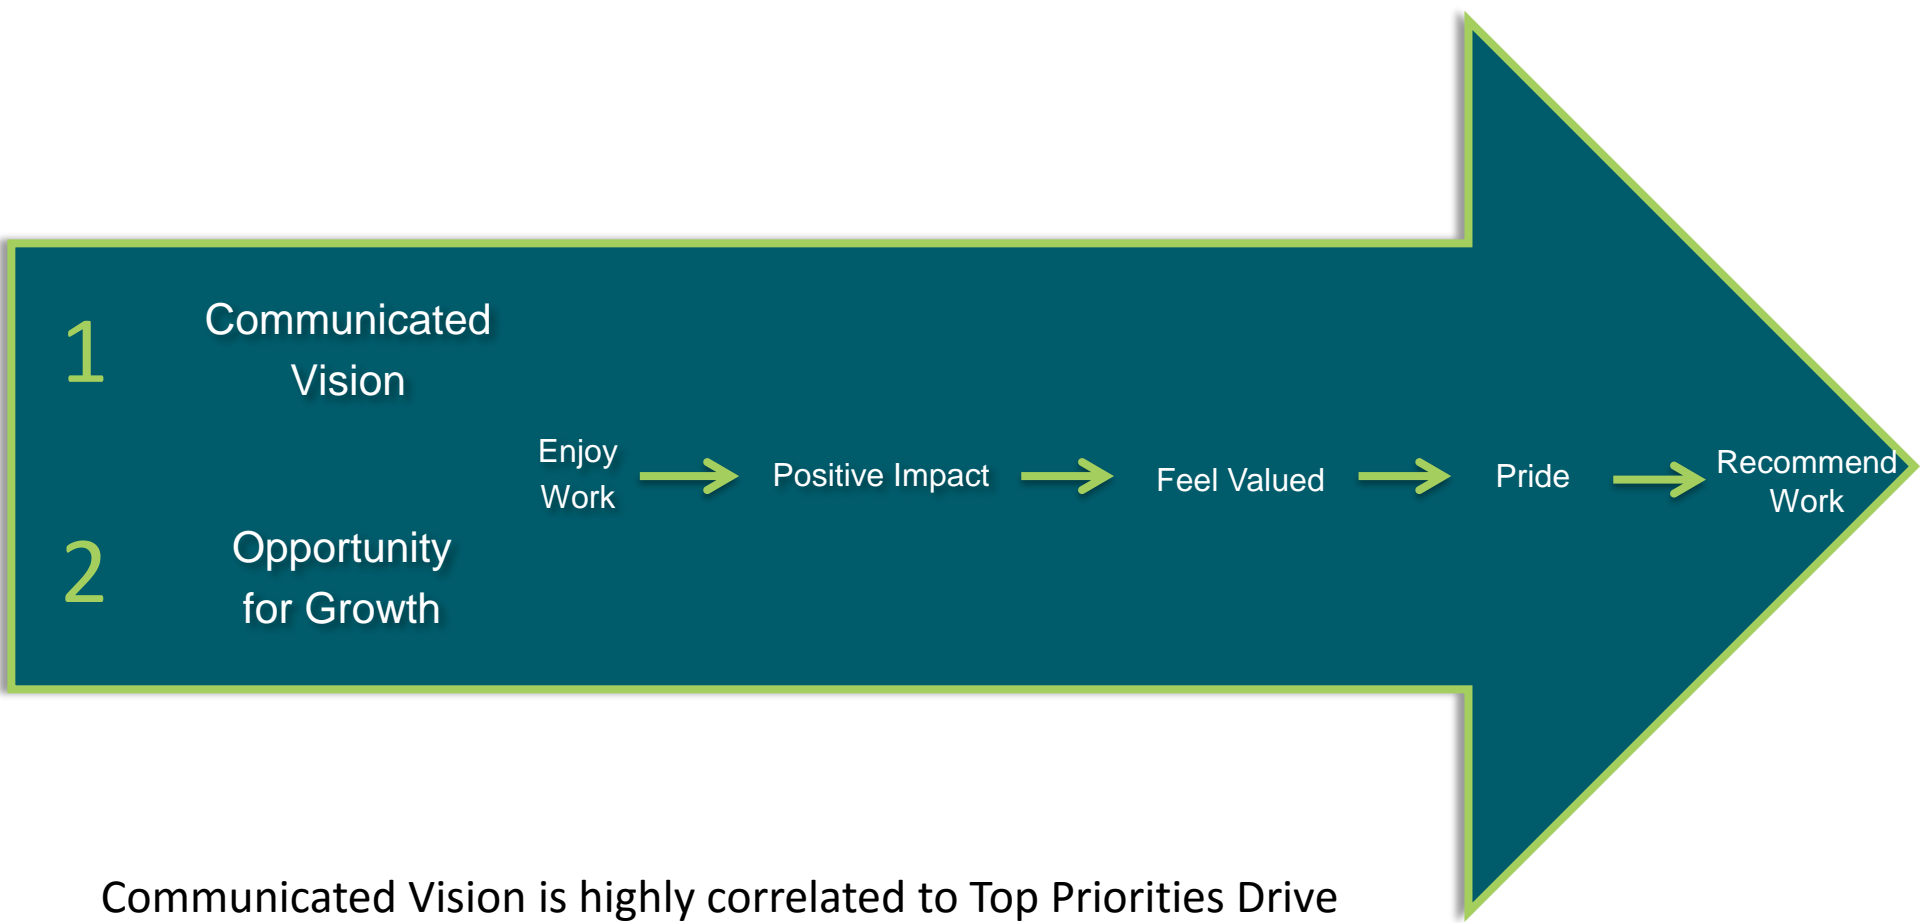 1
Communicated
Vision
2
Opportunity
for Growth
Enjoy
Work
Positive Impact
Feel Valued
Pride
Recommend
Work
Communicated Vision is highly correlated to Top Priorities Drive